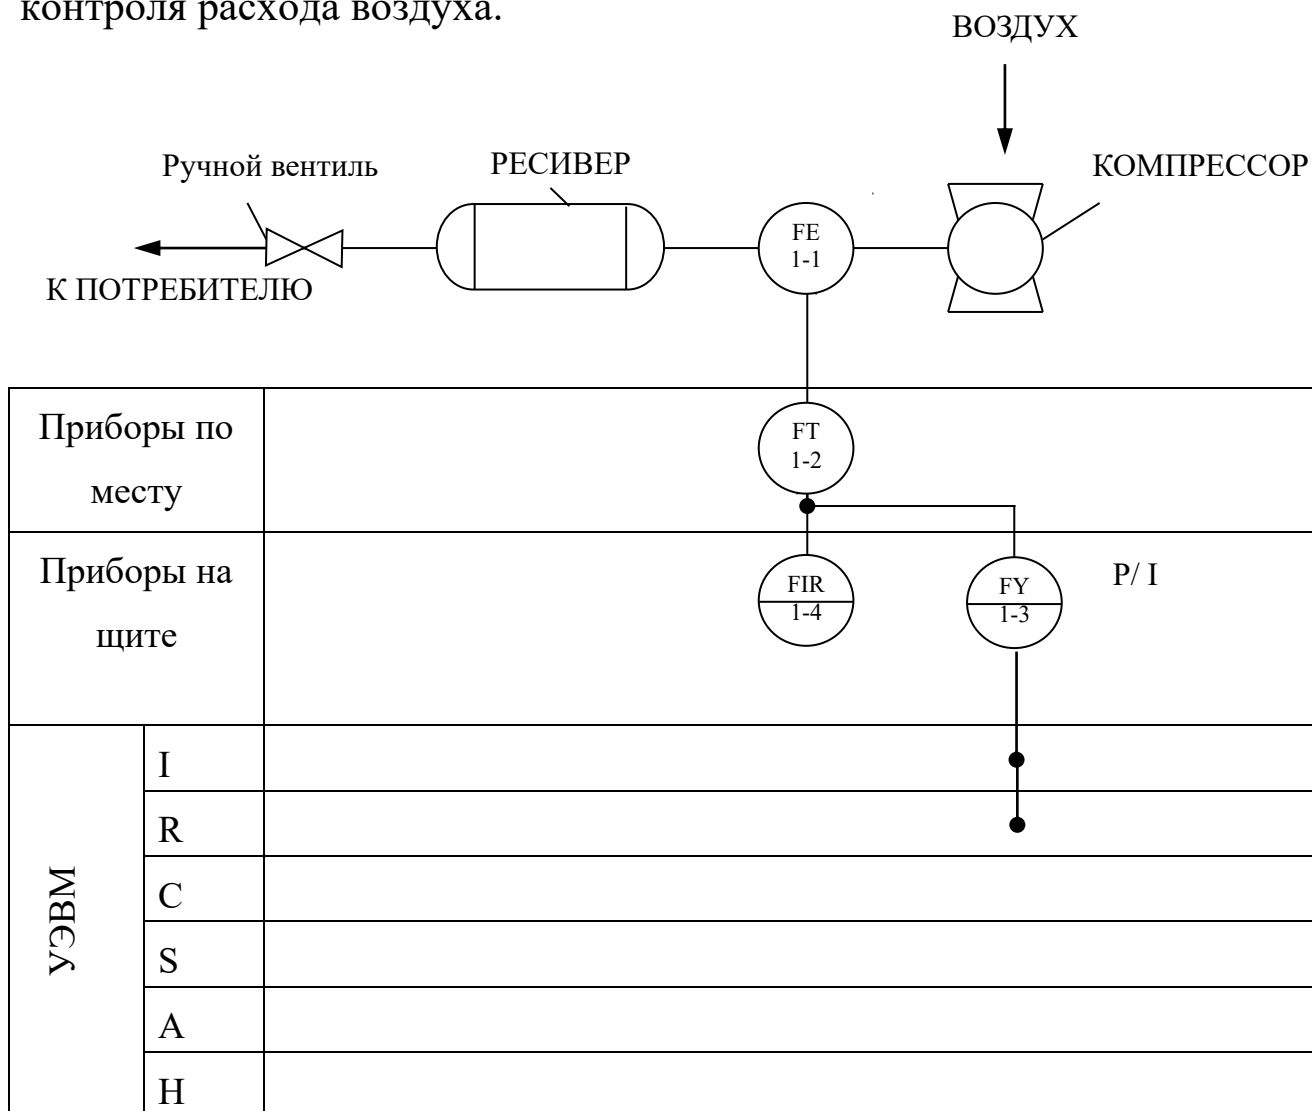 контроля расхода воздуха.
ВОЗДУХ
Ручной вентиль
РЕСИВЕР
КОМПРЕССОР
FE
1-1
К ПОТРЕБИТЕЛЮ
Приборы по
месту
FT
1-2
Приборы на
щите
FIR
1-4
FY
1-3
P/ I
УЭВМ
I
R
C
S
A
H